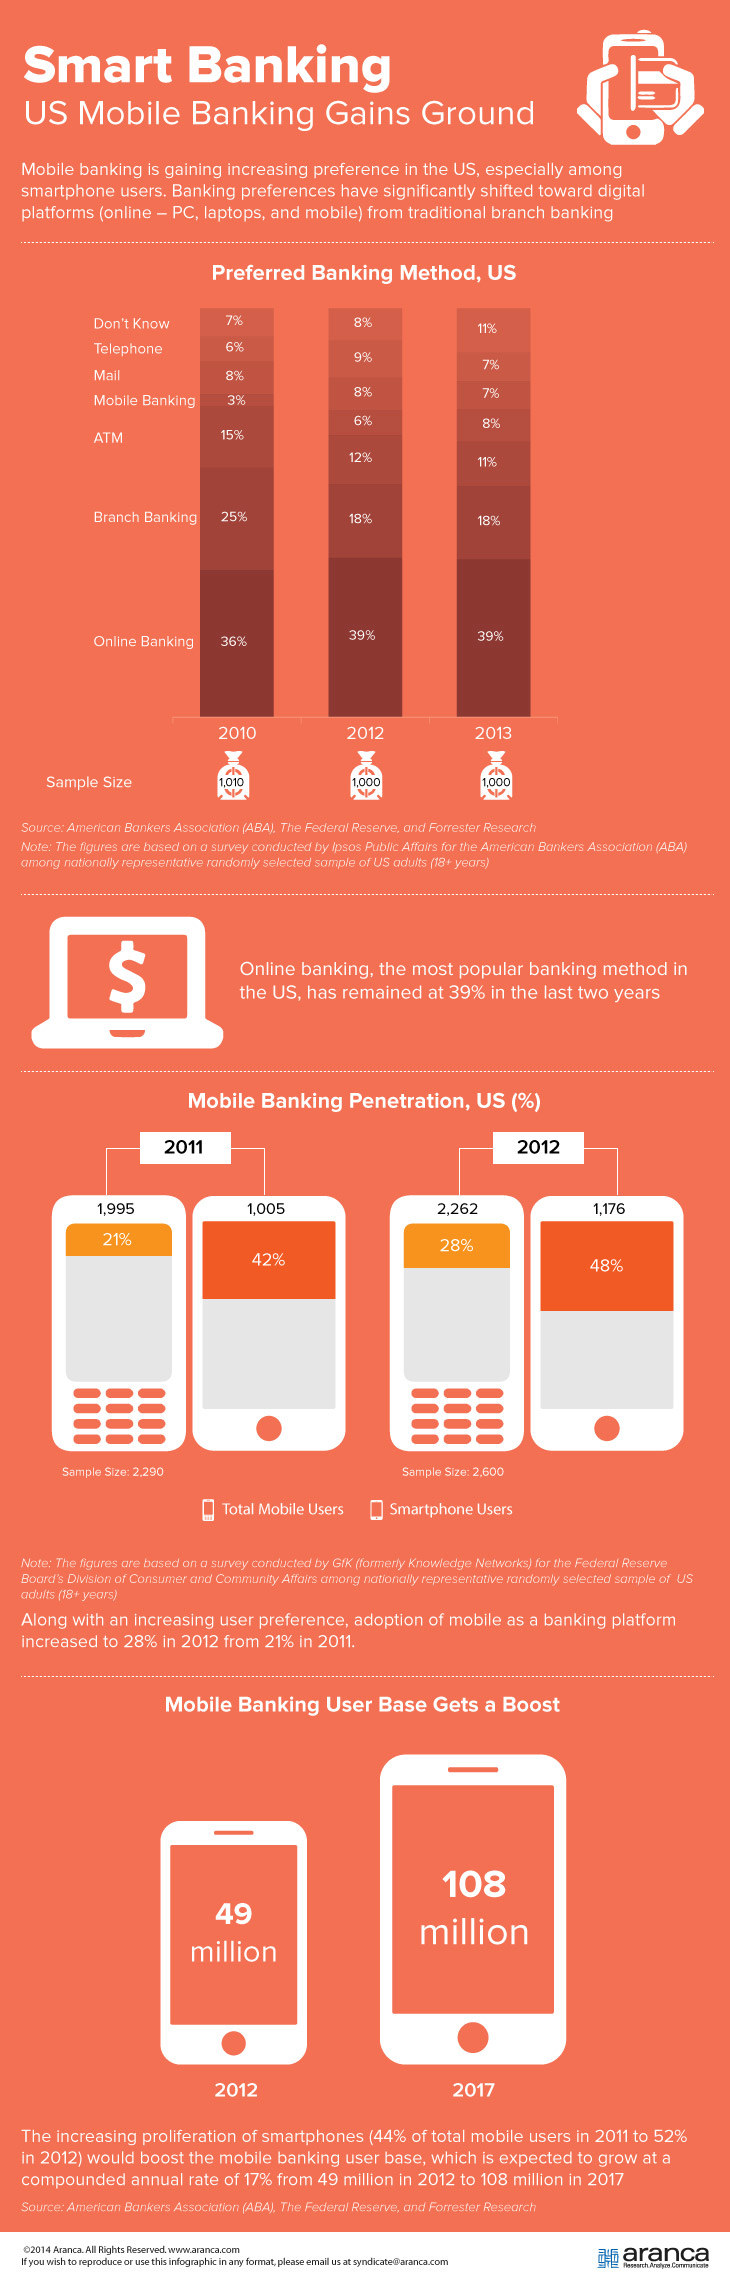 Smart Banking
US Mobile Banking Gains Ground
Mobile banking is gaining increasing preference in the US, especially among
smartphone users. Banking preferences have significantly shifted toward digital
platforms (online – PC, laptops, and mobile) from traditional branch banking
Preferred Banking Method, US
Don't Know 7% 8% 11%
Telephone 6% 9% 7%
Mail 8% 8% 7%
Mobile Banking 3% 6% 8%
ATM 15% 12% 11%
Branch Banking 25% 18% 18%
Online Banking 36% 39% 39%
2010 2012 2013
Sample Size 1,010 1,000 1,000
Source: American Bankers Association (ABA), The Federal Reserve, and Forrester Research
Note: The figures are based on a survey conducted by Ipsos Public Affairs for the American Bankers Association (ABA)
among nationally representative randomly selected sample of US adults (18+ years)
$
Online banking, the most popular banking method in
the US, has remained at 39% in the last two years
Mobile Banking Penetration, US (%)
2011 2012
1,995 1,005 2,262 1,176
21% 42% 28% 48%
Sample Size: 2,290 Sample Size: 2,600
Total Mobile Users Smartphone Users
Note: The figures are based on a survey conducted by GfK (formerly Knowledge Networks) for the Federal Reserve
Board's Division of Consumer and Community Affairs among nationally representative randomly selected sample of US
adults (18+ years)
Along with an increasing user preference, adoption of mobile as a banking platform
increased to 28% in 2012 from 21% in 2011.
Mobile Banking User Base Gets a Boost
49
million
108
million
2012 2017
The increasing proliferation of smartphones (44% of total mobile users in 2011 to 52%
in 2012) would boost the mobile banking user base, which is expected to grow at a
compounded annual rate of 17% from 49 million in 2012 to 108 million in 2017
Source: American Bankers Association (ABA), The Federal Reserve, and Forrester Research
©2014 Aranca. All Rights Reserved. www.aranca.com
If you wish to reproduce or use this infographic in any format, please email us at syndicate@aranca.com
aranca
Research.Analyze.Communicate